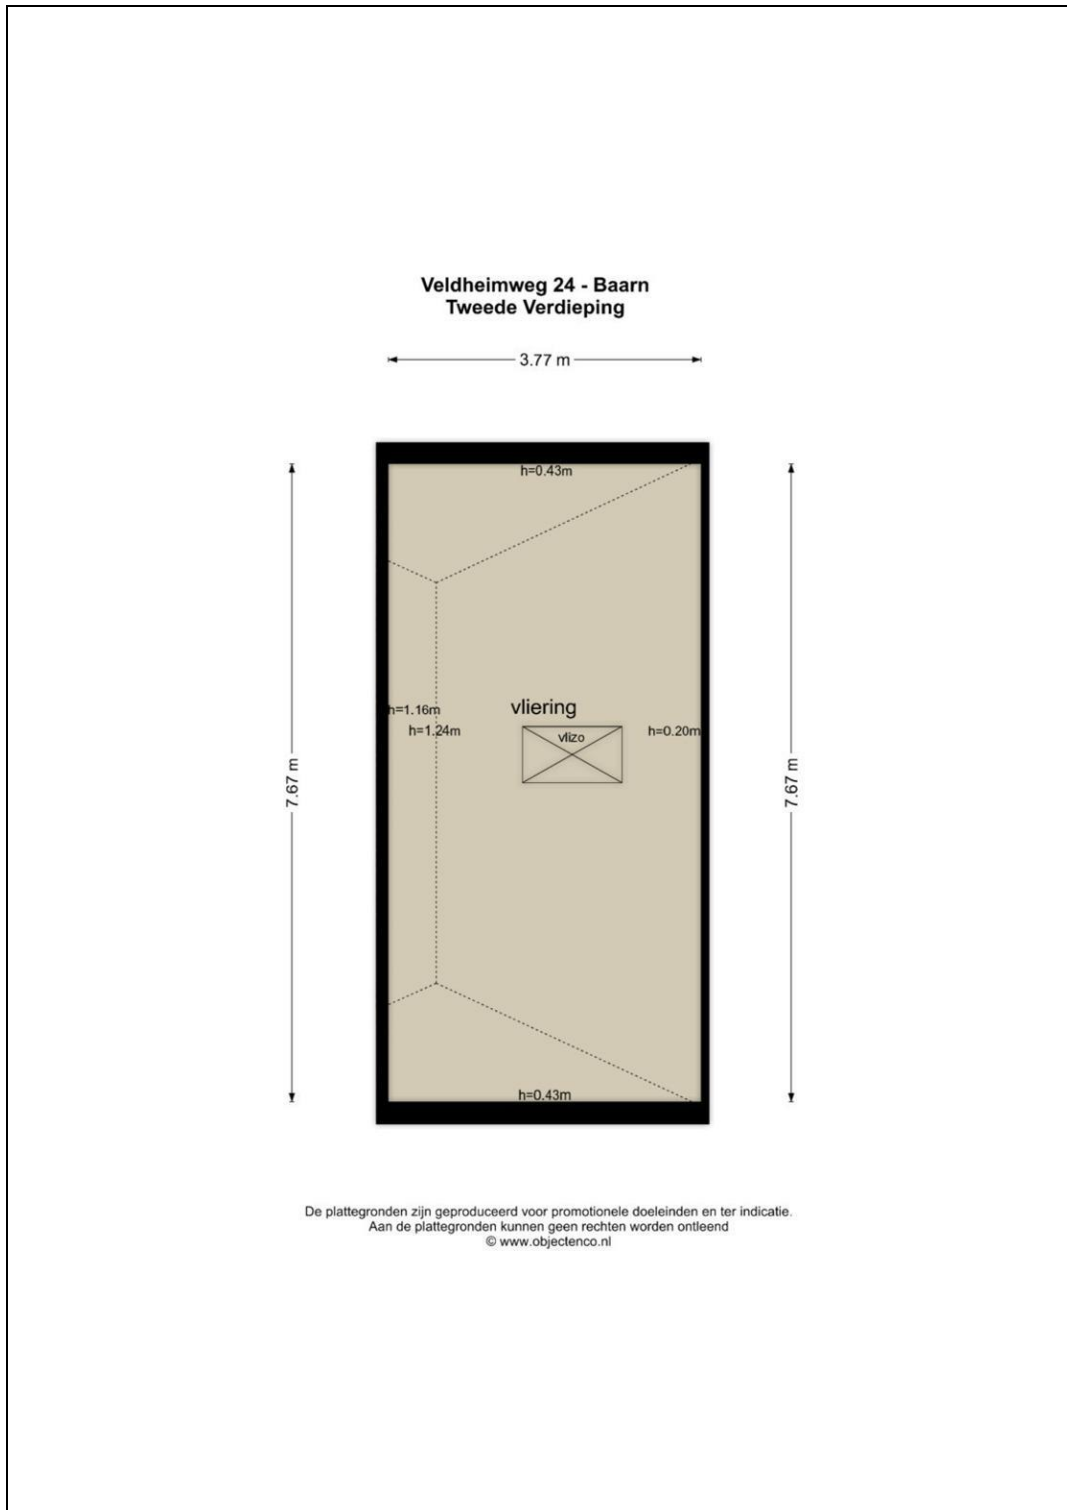 Veldheimweg 24 - Baarn
Tweede Verdieping
3.77 m
h=0.43m
h=1.16m
vliering
h=1.24m
vlizo
h=0.20m
7.67 m
7.67 m
h=0.43m
De plattegronden zijn geproduceerd voor promotionele doeleinden en ter indicatie.
Aan de plattegronden kunnen geen rechten worden ontleend
© www.objectenco.nl